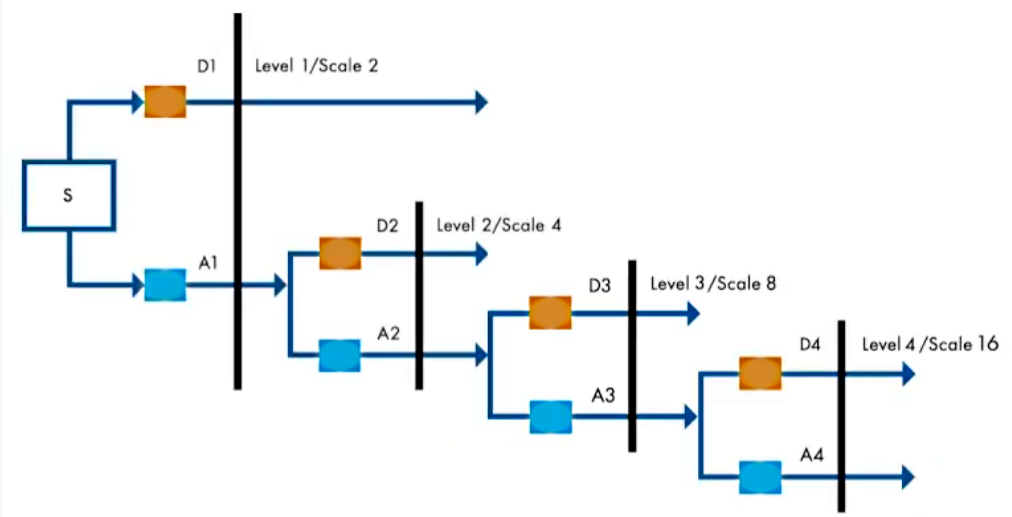 D1
Level 1/Scale 2
S
A1
D2
Level 2/Scale 4
A2
D3
Level 3/Scale 8
A3
D4
Level 4/Scale 16
A4